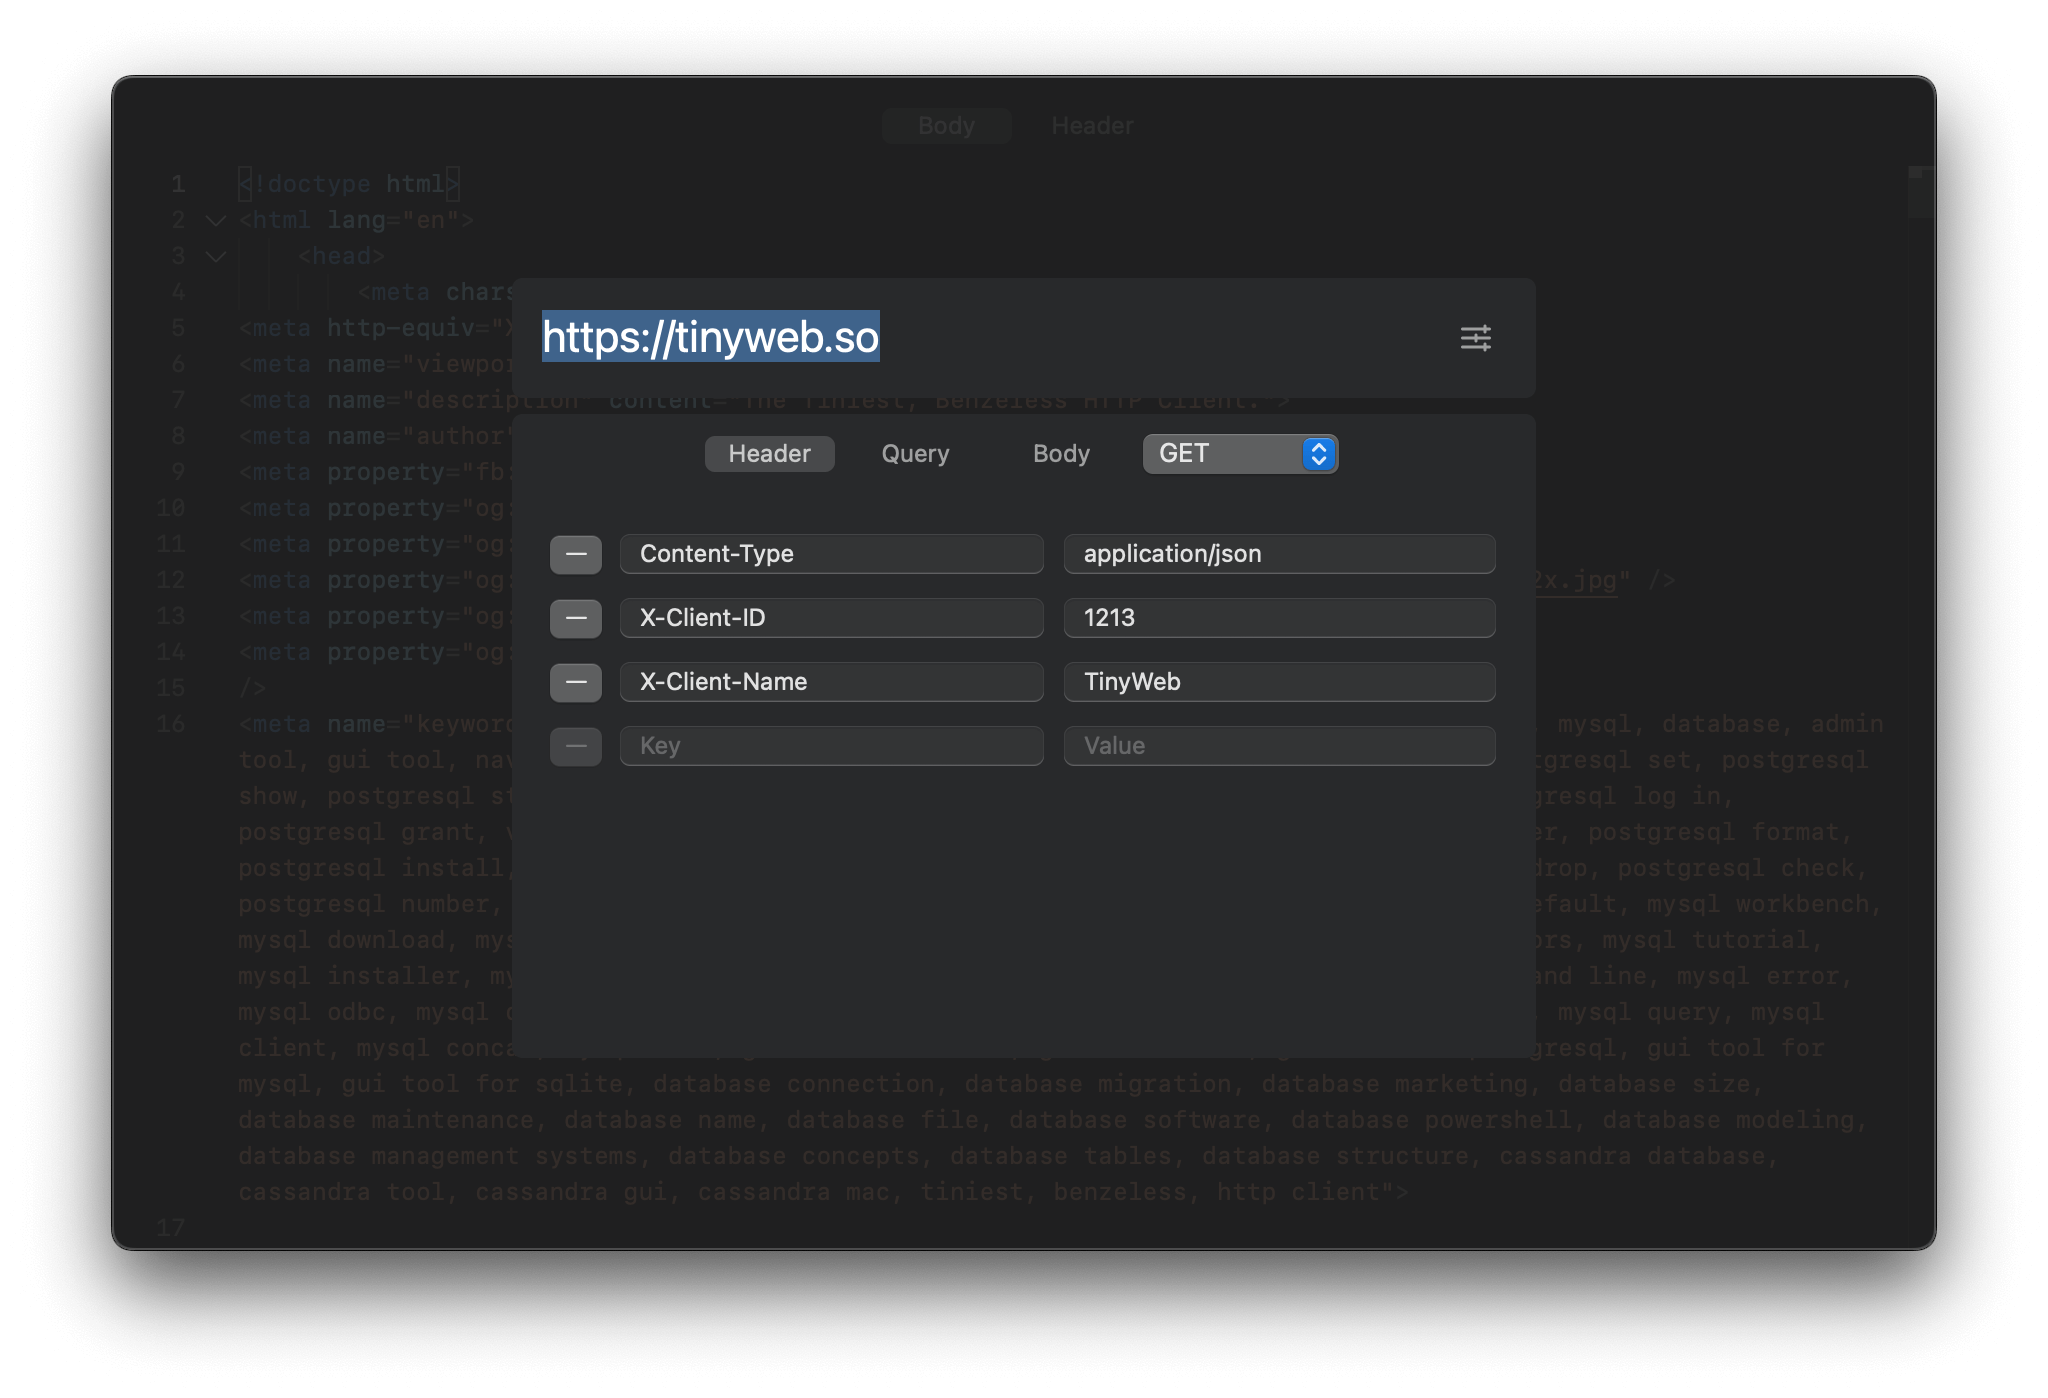 Body Header
1 <!doctype html>
2 <html lang="en">
3 <head>
4 <meta chars
https://tinyweb.so
5 <meta http-equiv="X
6 <meta name="viewpor
7 <meta name="description" content="The Tiniest, Benzeless HTTP Client.">
8 <meta name="author"
Header Query Body GET
9 <meta property="fb:
10 <meta property="og:
11 <meta property="og:
Content-Type application/json
12 <meta property="og: 2x.jpg" />
13 <meta property="og:
X-Client-ID 1213
14 <meta property="og:
X-Client-Name TinyWeb
15 />
16 <meta name="keyword , mysql, database, admin
Key Value
tool, gui tool, nav tgresql set, postgresql
show, postgresql st gresql log in,
postgresql grant, v er, postgresql format,
postgresql install, drop, postgresql check,
postgresql number, efault, mysql workbench,
mysql download, mys ors, mysql tutorial,
mysql installer, my and line, mysql error,
mysql odbc, mysql c , mysql query, mysql
client, mysql conca gresql, gui tool for
mysql, gui tool for sqlite, database connection, database migration, database marketing, database size,
database maintenance, database name, database file, database software, database powershell, database modeling,
database management systems, database concepts, database tables, database structure, cassandra database,
cassandra tool, cassandra gui, cassandra mac, tiniest, benzeless, http client">
17